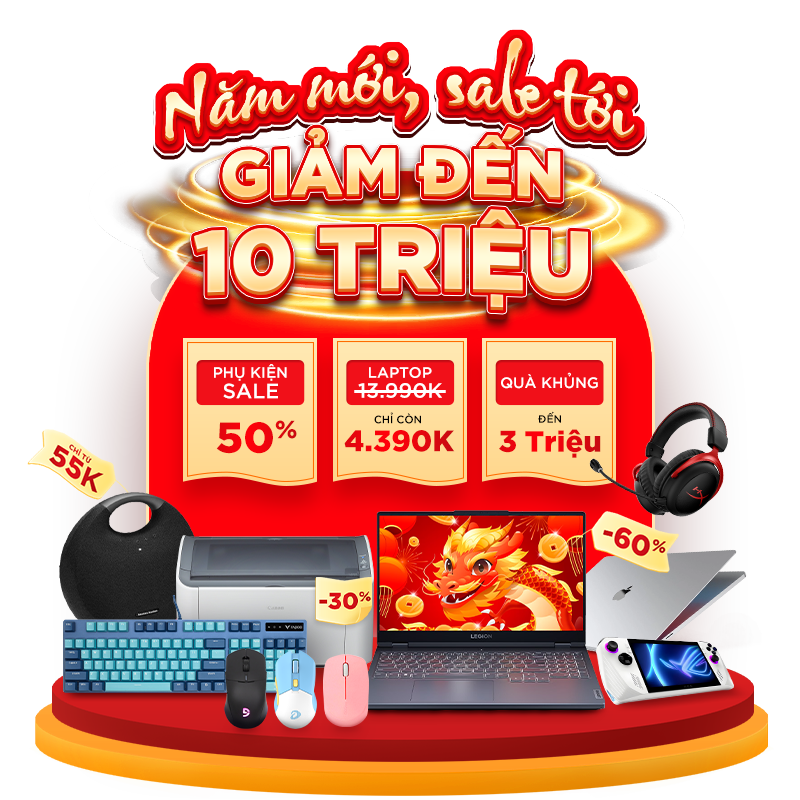 Năm mới, sale tới
GIẢM ĐẾN
10 TRIỆU
PHỤ KIỆN
SALE
50%
LAPTOP
13.990K
CHỈ CÒN
4.390K
QUÀ KHỦNG
ĐẾN
3 Triệu
CHỈ TỪ
55K
-60%
-30%
LEGION